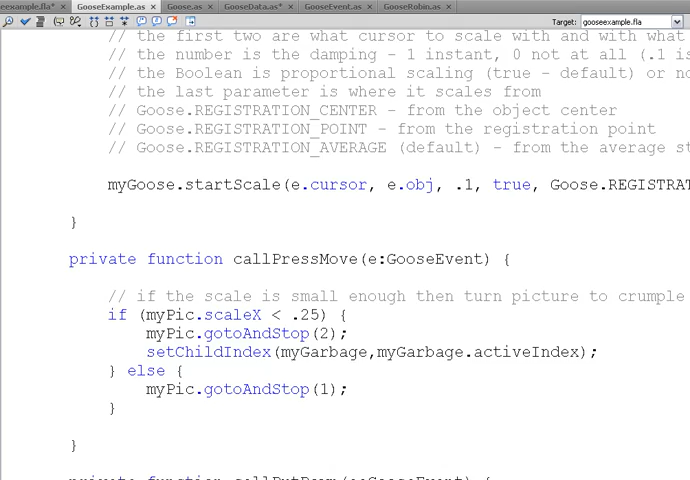 eexample.fla* × GooseExample.as × Goose.as × GooseData.as* × GooseEvent.as × GooseRobin.as ×
Target: gooseexample.fla
// the first two are what cursor to scale with and with what
// the number is the damping - 1 instant, 0 not at all (.1 is
// the Boolean is proportional scaling (true - default) or no
// the last parameter is where it scales from
// Goose.REGISTRATION_CENTER - from the object center
// Goose.REGISTRATION_POINT - from the registration point
// Goose.REGISTRATION_AVERAGE (default) - from the average st
myGoose.startScale(e.cursor, e.obj, .1, true, Goose.REGISTRAT
}
private function callPressMove(e:GooseEvent) {
// if the scale is small enough then turn picture to crumple
if (myPic.scaleX < .25) {
myPic.gotoAndStop(2);
setChildIndex(myGarbage,myGarbage.activeIndex);
} else {
myPic.gotoAndStop(1);
}
}